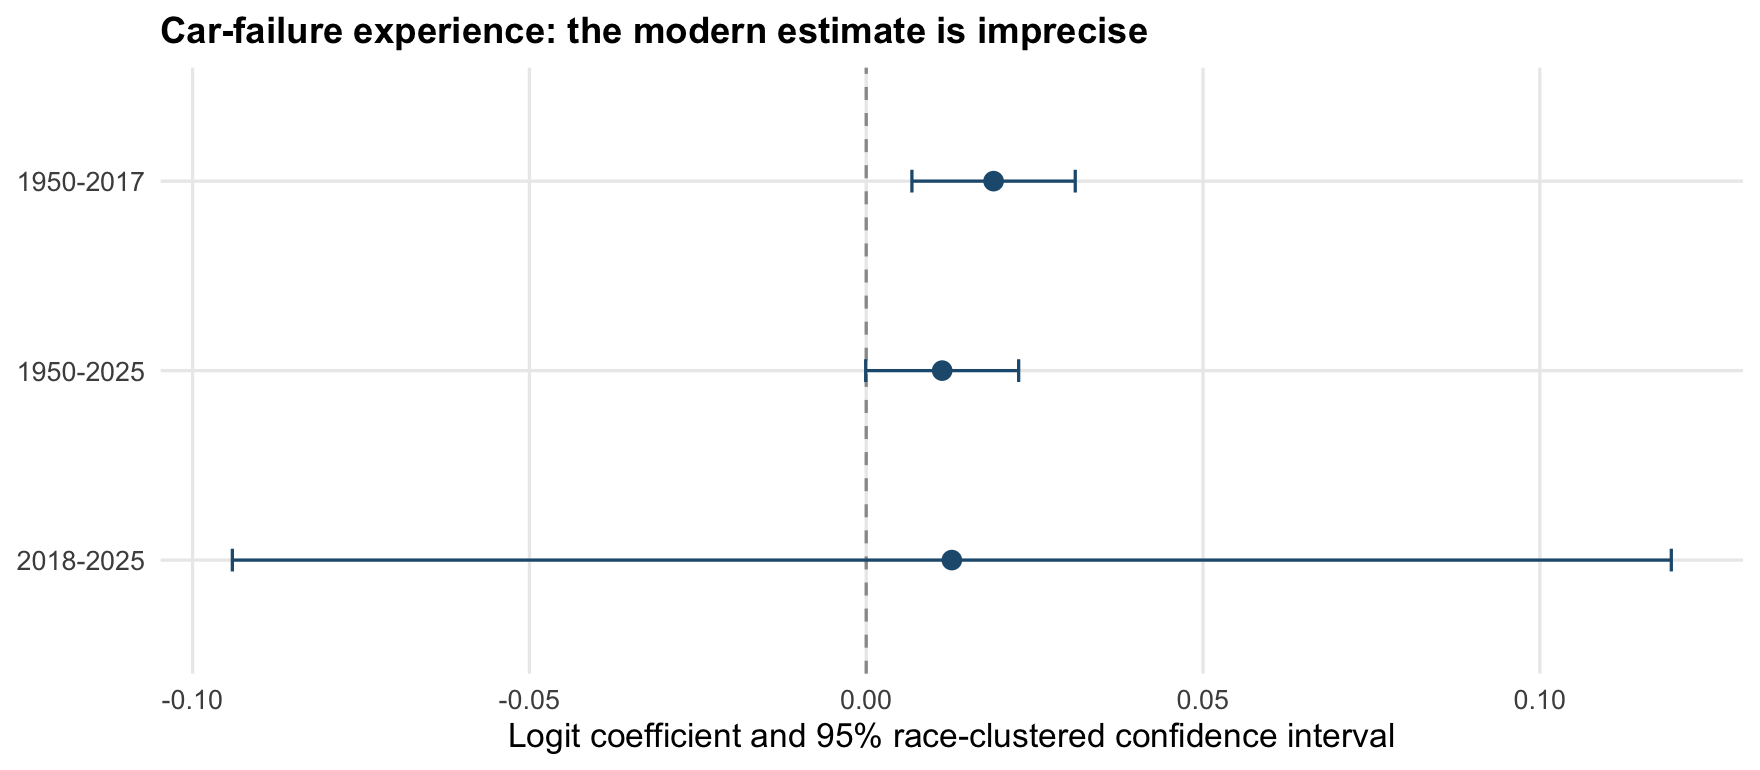 Car-failure experience: the modern estimate is imprecise
1950-2017
1950-2025
2018-2025
-0.10 -0.05 0.00 0.05 0.10
Logit coefficient and 95% race-clustered confidence interval